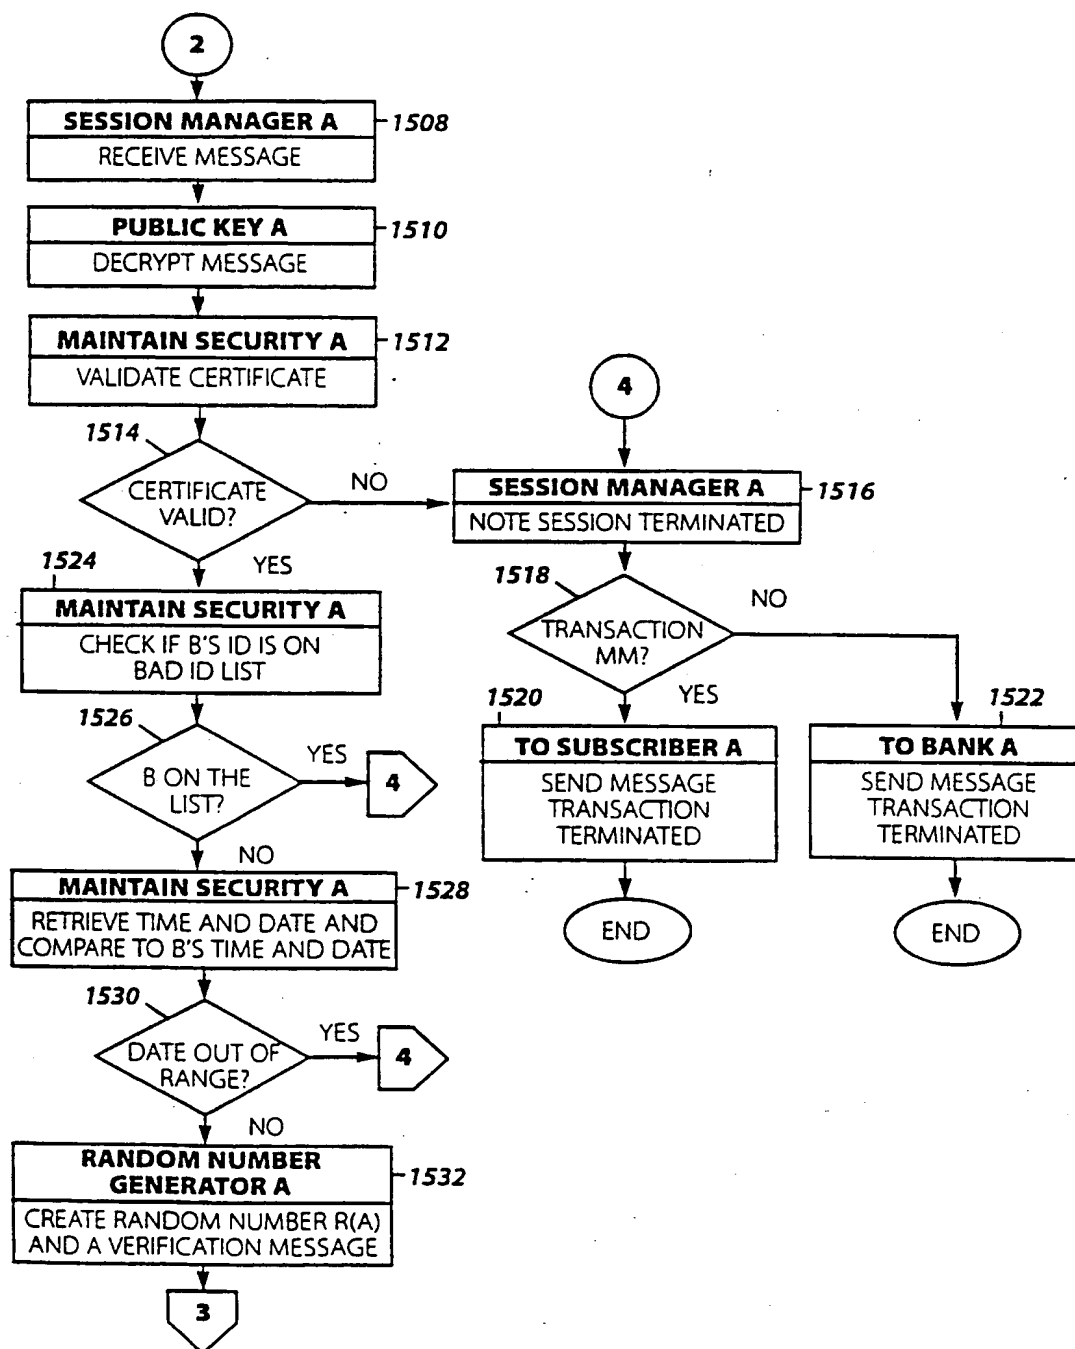 2
SESSION MANAGER A
1508
RECEIVE MESSAGE
PUBLIC KEY A
1510
DECRYPT MESSAGE
MAINTAIN SECURITY A
1512
VALIDATE CERTIFICATE
1514
CERTIFICATE
VALID?
NO
YES
4
SESSION MANAGER A
1516
NOTE SESSION TERMINATED
1518
TRANSACTION
MM?
NO
YES
1520
TO SUBSCRIBER A
SEND MESSAGE
TRANSACTION
TERMINATED
END
1522
TO BANK A
SEND MESSAGE
TRANSACTION
TERMINATED
END
1524
MAINTAIN SECURITY A
CHECK IF B'S ID IS ON
BAD ID LIST
1526
B ON THE
LIST?
YES
4
NO
MAINTAIN SECURITY A
1528
RETRIEVE TIME AND DATE AND
COMPARE TO B'S TIME AND DATE
1530
DATE OUT OF
RANGE?
YES
4
NO
RANDOM NUMBER
GENERATOR A
1532
CREATE RANDOM NUMBER R(A)
AND A VERIFICATION MESSAGE
3